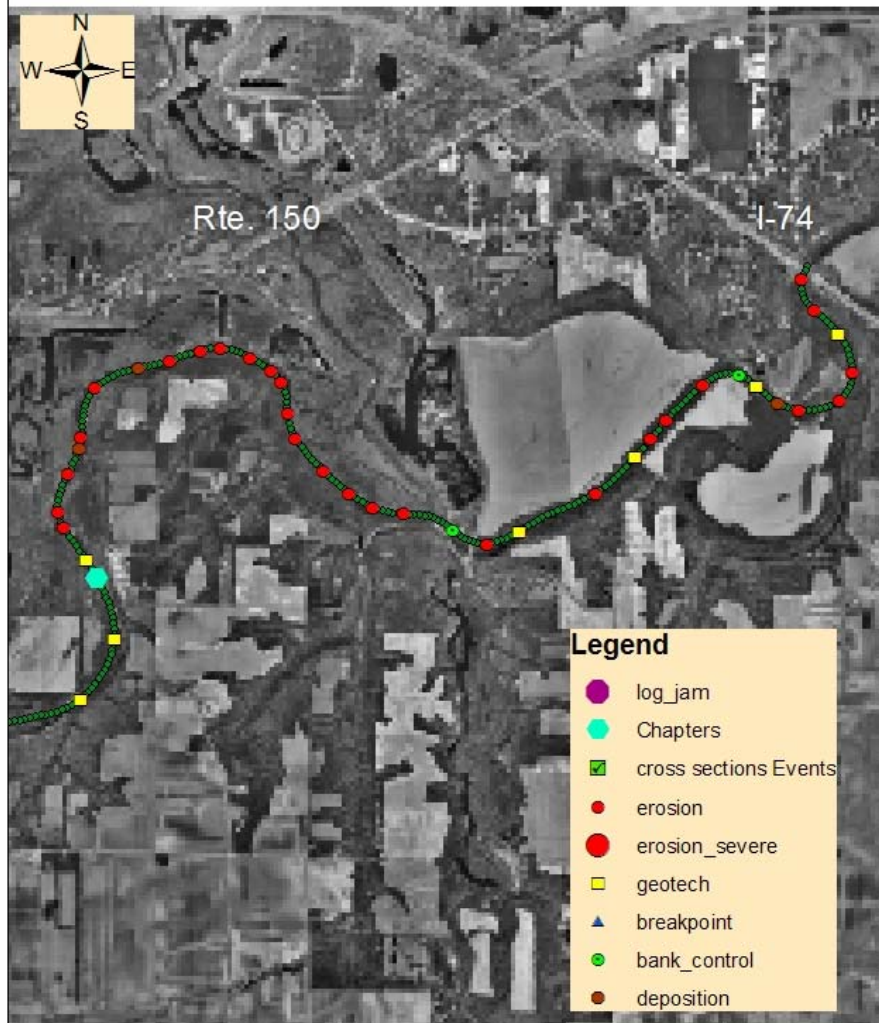 N
W E
S
Rte. 150
I-74
Legend
log_jam
Chapters
cross sections Events
erosion
erosion_severe
geotech
breakpoint
bank_control
deposition